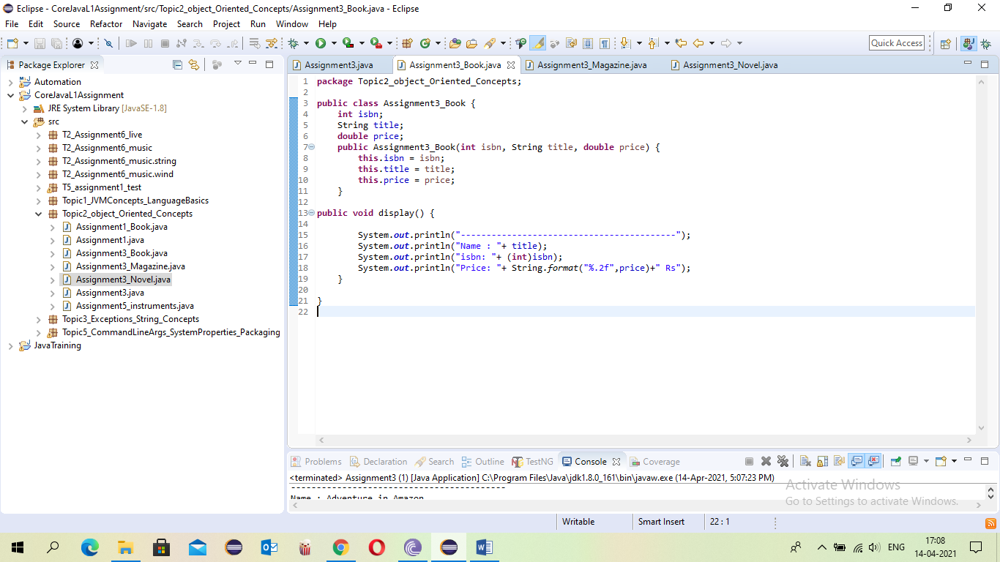 Eclipse - CoreJavaL1Assignment/src/Topic2_object_Oriented_Concepts/Assignment3_Book.java - Eclipse
File Edit Source Refactor Navigate Search Project Run Window Help
Quick Access
Package Explorer
Automation
CoreJavaL1Assignment
JRE System Library [JavaSE-1.8]
src
T2_Assignment6_live
T2_Assignment6_music
T2_Assignment6_music.string
T2_Assignment6_music.wind
T5_assignment1_test
Topic1_JVMConcepts_LanguageBasics
Topic2_object_Oriented_Concepts
Assignment1_Book.java
Assignment1.java
Assignment3_Book.java
Assignment3_Magazine.java
Assignment3_Novel.java
Assignment3.java
Assignment5_instruments.java
Topic3_Exceptions_String_Concepts
Topic5_CommandLineArgs_SystemProperties_Packaging
JavaTraining
Assignment3.java Assignment3_Book.java Assignment3_Magazine.java Assignment3_Novel.java
1 package Topic2_object_Oriented_Concepts;
2
3 public class Assignment3_Book {
4 int isbn;
5 String title;
6 double price;
7 public Assignment3_Book(int isbn, String title, double price) {
8 this.isbn = isbn;
9 this.title = title;
10 this.price = price;
11 }
12
13 public void display() {
14
15 System.out.println("------------------------------------------");
16 System.out.println("Name : "+ title);
17 System.out.println("isbn: "+ (int)isbn);
18 System.out.println("Price: "+ String.format("%.2f",price)+" Rs");
19 }
20
21 }
22
Problems Declaration Search Outline TestNG Console Coverage
<terminated> Assignment3 (1) [Java Application] C:\Program Files\Java\jdk1.8.0_161\bin\javaw.exe (14-Apr-2021, 5:07:23 PM)
------------------------------------------
Name : Adventure in Amazon
Activate Windows
Go to Settings to activate Windows.
Writable Smart Insert 22 : 1
ENG
17:08
14-04-2021